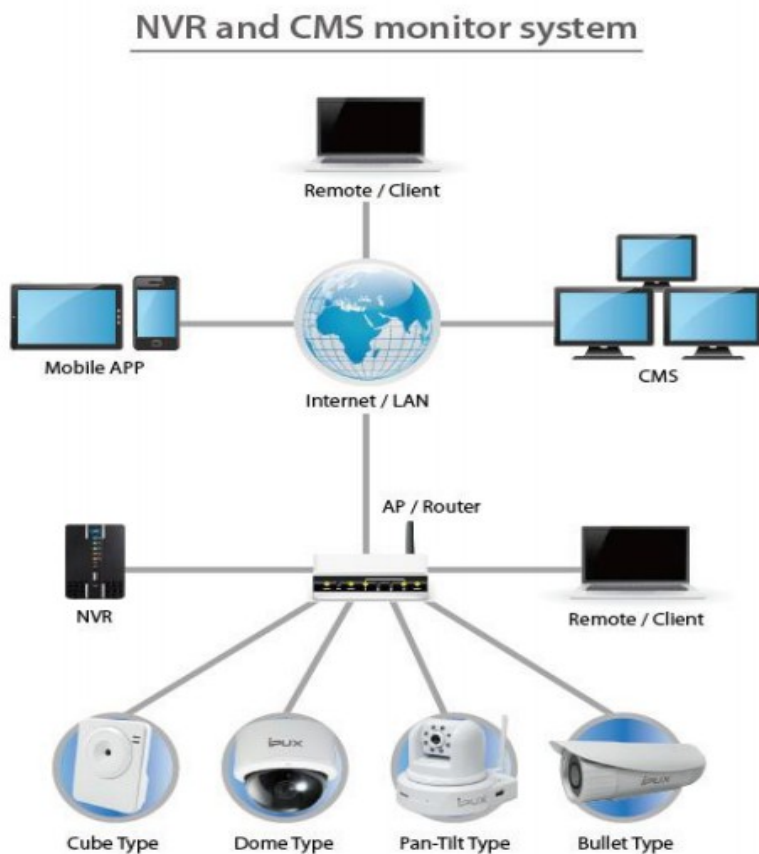 NVR and CMS monitor system
Remote / Client
Mobile APP
CMS
Internet / LAN
AP / Router
NVR
Remote / Client
iPUX
iPUX
iPUX
Cube Type
Dome Type
Pan-Tilt Type
Bullet Type